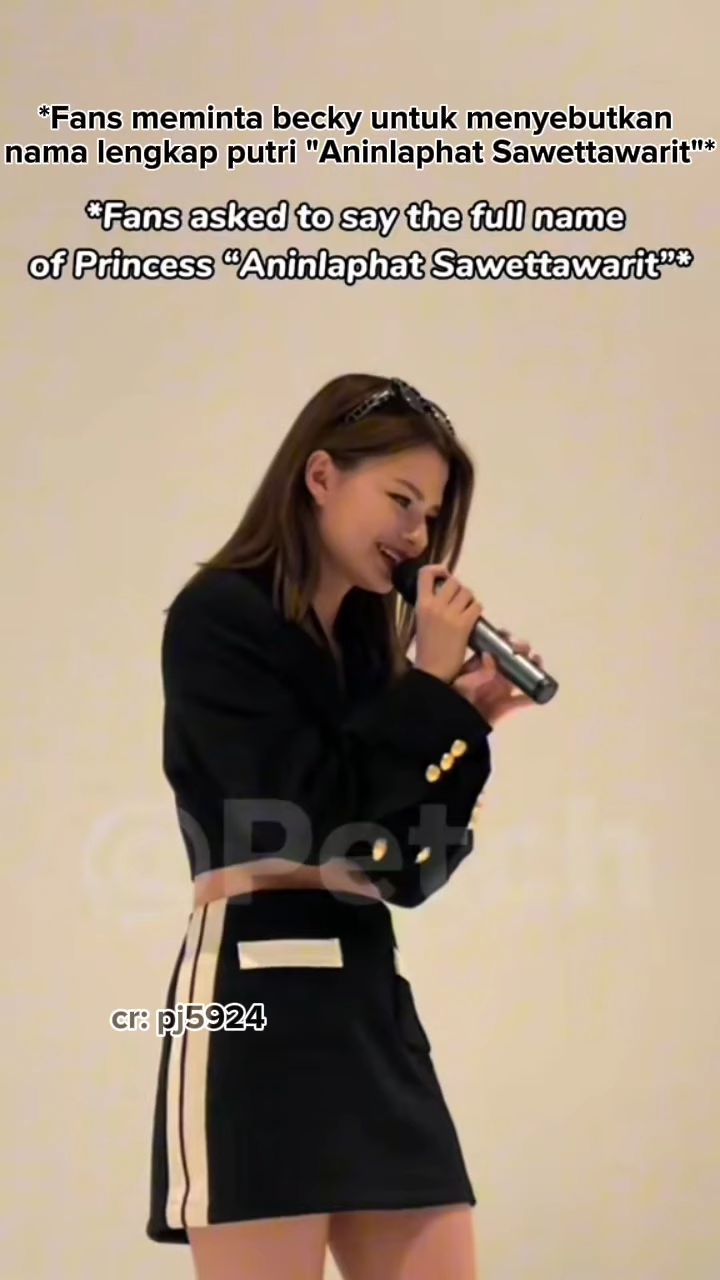 *Fans meminta becky untuk menyebutkan
nama lengkap putri "Aninlaphat Sawettawarit"*
*Fans asked to say the full name
of Princess “Aninlaphat Sawettawarit”*
@Petch
cr: pj5924